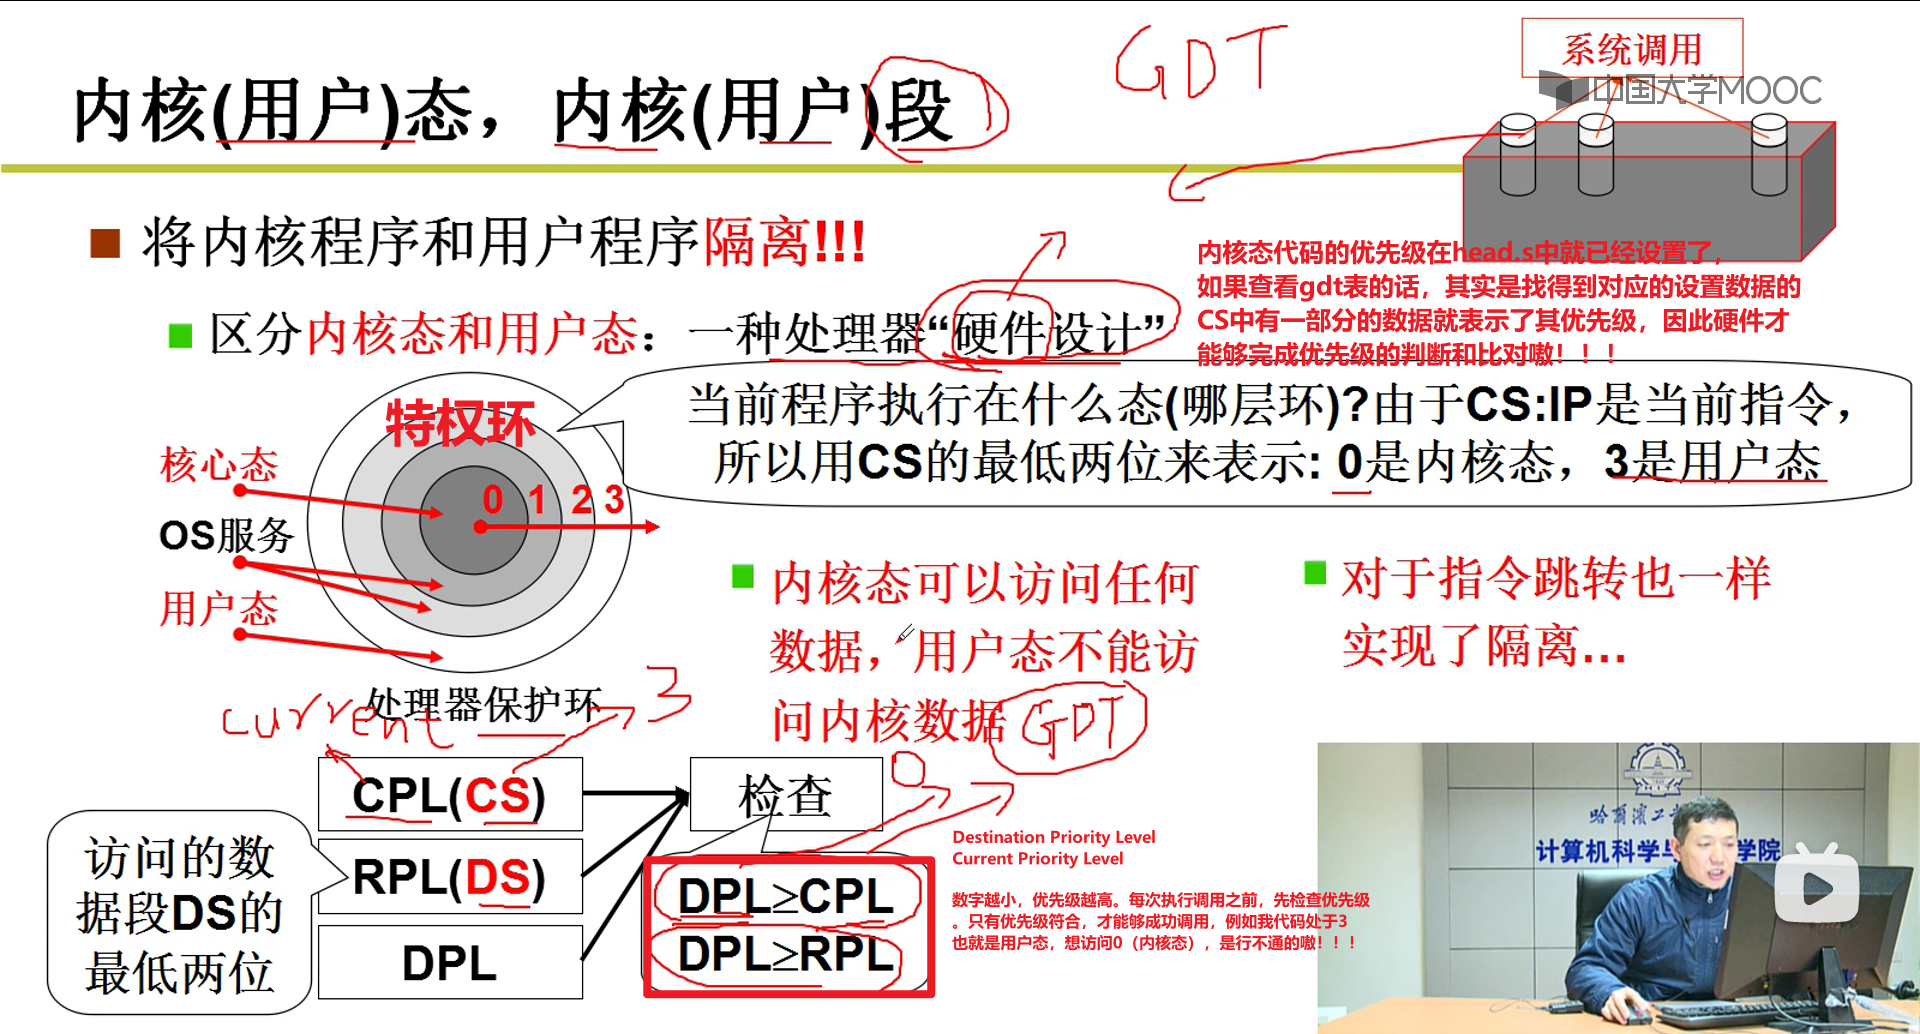 系统调用
中国大学MOOC
GDT
内核(用户)态，内核(用户)段
将内核程序和用户程序隔离!!!
内核态代码的优先级在head.s中就已经设置了，
如果查看gdt表的话，其实是找得到对应的设置数据的
CS中有一部分的数据就表示了其优先级，因此硬件才
能够完成优先级的判断和比对嗷！！！
区分内核态和用户态：一种处理器“硬件设计”
当前程序执行在什么态(哪层环)?由于CS:IP是当前指令，
所以用CS的最低两位来表示: 0是内核态，3是用户态
特权环
核心态
0 1 2 3
OS服务
用户态
处理器保护环
内核态可以访问任何
数据，用户态不能访
问内核数据
GDT
对于指令跳转也一样
实现了隔离...
current
3
CPL(CS)
RPL(DS)
DPL
访问的数
据段DS的
最低两位
检查
0
DPL≥CPL
DPL≥RPL
Destination Priority Level
Current Priority Level
数字越小，优先级越高。每次执行调用之前，先检查优先级
。只有优先级符合，才能够成功调用，例如我代码处于3
也就是用户态，想访问0（内核态），是行不通的嗷！！！
哈尔滨工
计算机科学与
学院